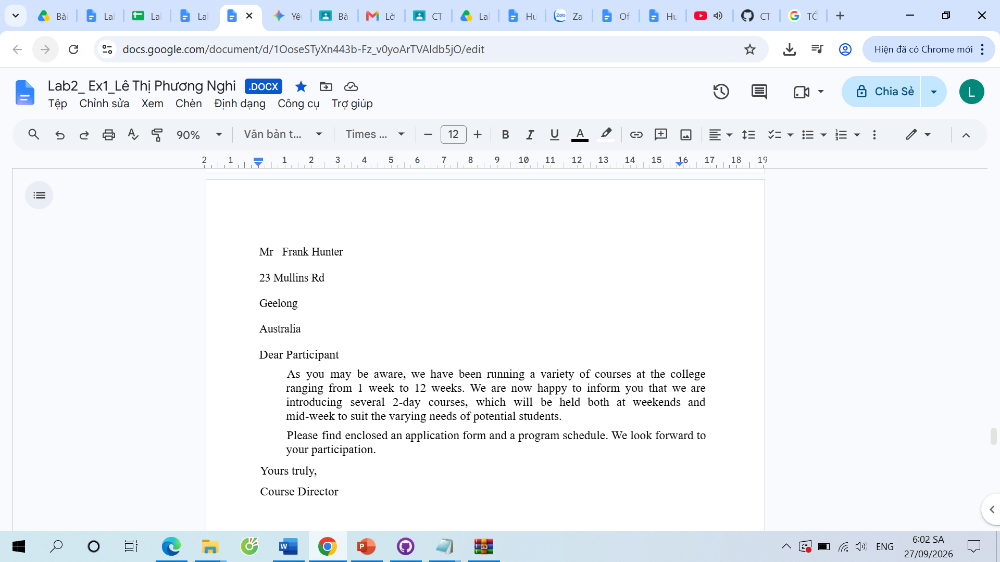 Bài
Lal
Lal
Lal
Yêu
Bà
Lờ
CT
Lal
Hu
Za
Of
Hu
CT
TỔ
docs.google.com/document/d/1OoseSTyXn443b-Fz_v0yoArTVAldb5jO/edit
Hiện đã có Chrome mới
Lab2_ Ex1_Lê Thị Phương Nghi .DOCX
Tệp Chỉnh sửa Xem Chèn Định dạng Công cụ Trợ giúp
Chia Sẻ
L
90% Văn bản t... Times ... 12
2 1 1 2 3 4 5 6 7 8 9 10 11 12 13 14 15 16 17 18 19
Mr Frank Hunter
23 Mullins Rd
Geelong
Australia
Dear Participant
As you may be aware, we have been running a variety of courses at the college
ranging from 1 week to 12 weeks. We are now happy to inform you that we are
introducing several 2-day courses, which will be held both at weekends and
mid-week to suit the varying needs of potential students.
Please find enclosed an application form and a program schedule. We look forward to
your participation.
Yours truly,
Course Director
ENG
6:02 SA
27/09/2026